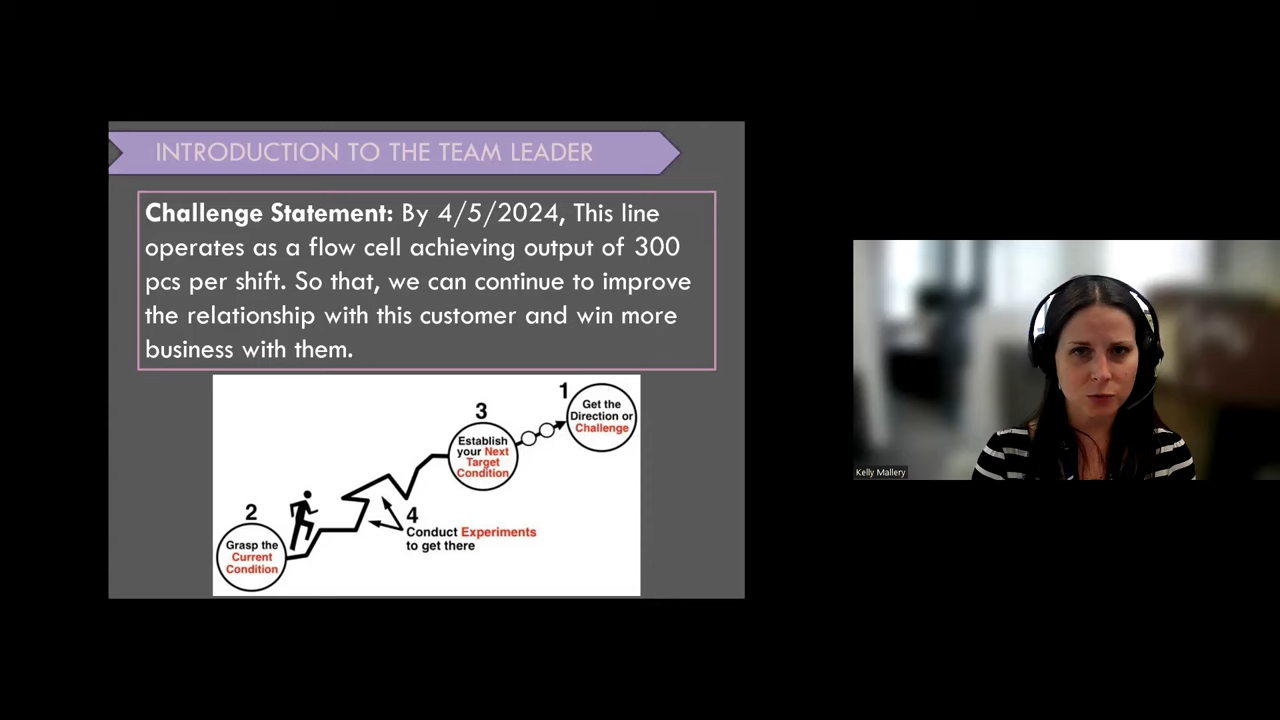 INTRODUCTION TO THE TEAM LEADER
Challenge Statement: By 4/5/2024, This line
operates as a flow cell achieving output of 300
pcs per shift. So that, we can continue to improve
the relationship with this customer and win more
business with them.
1
Get the
Direction or
Challenge
3
Establish
your Next
Target
Condition
2
Grasp the
Current
Condition
4
Conduct Experiments
to get there
Kelly Mallery